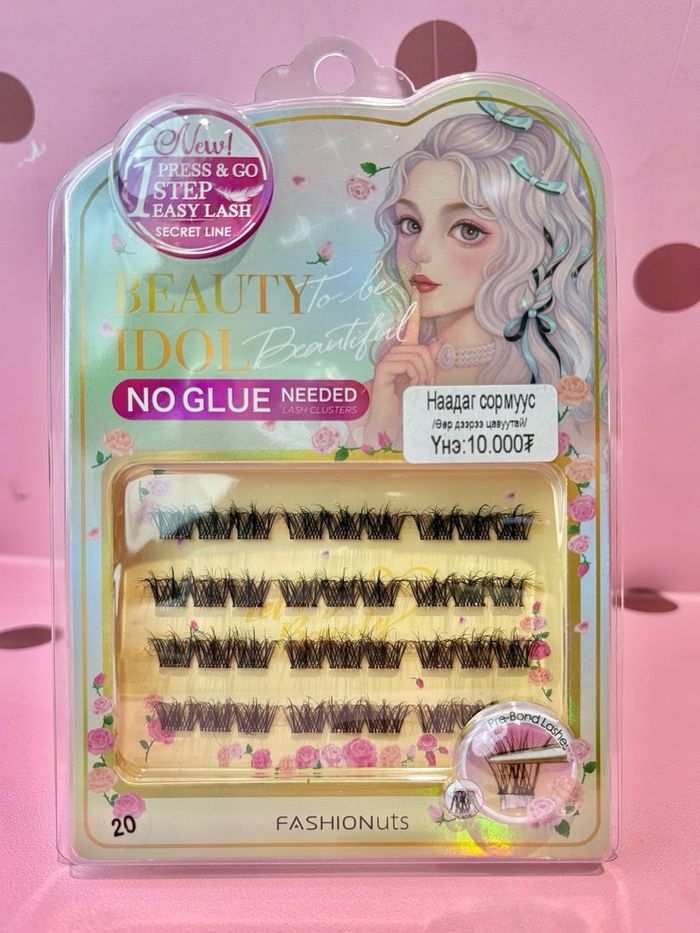 New!
1 PRESS & GO
STEP
EASY LASH
SECRET LINE
BEAUTY To be
IDOL Beautiful
NO GLUE NEEDED
LASH CLUSTERS
Наадаг сормуус
/Өөр дээрээ цавуутай/
Үнэ:10.000₮
Beauty
Pre-Bond Lashes
20
FASHIONuts